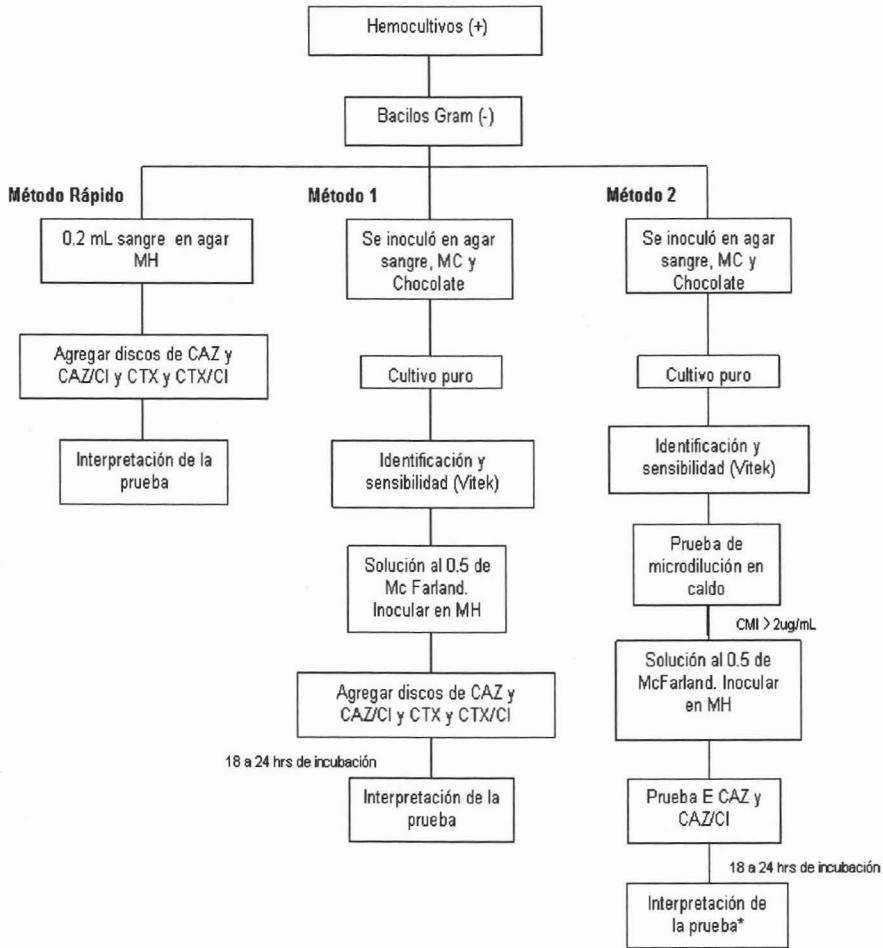 Hemocultivos (+)
Bacilos Gram (-)
Método Rápido
0.2 mL sangre en agar
MH
Agregar discos de CAZ y
CAZ/Cl y CTX y CTX/Cl
Interpretación de la
prueba
Método 1
Se inoculó en agar
sangre, MC y
Chocolate
Cultivo puro
Identificación y
sensibilidad (Vitek)
Solución al 0.5 de
Mc Farland.
Inocular en MH
Agregar discos de CAZ y
CAZ/Cl y CTX y CTX/Cl
18 a 24 hrs de incubación
Interpretación de la
prueba
Método 2
Se inoculó en agar
sangre, MC y
Chocolate
Cultivo puro
Identificación y
sensibilidad (Vitek)
Prueba de
microdilución en
caldo
CMI > 2ug/mL
Solución al 0.5 de
McFarland. Inocular
en MH
Prueba E CAZ y
CAZ/Cl
18 a 24 hrs de incubación
Interpretación de
la prueba*